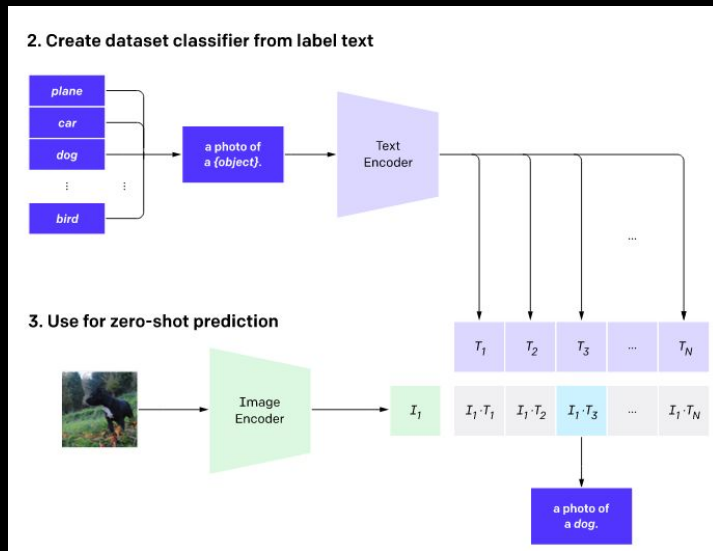 2. Create dataset classifier from label text
plane
car
dog
⋮
⋮
bird
a photo of
a {object}.
Text
Encoder
...
3. Use for zero-shot prediction
T1
T2
T3
...
TN
Image
Encoder
I1
I1·T1
I1·T2
I1·T3
...
I1·TN
a photo of
a dog.